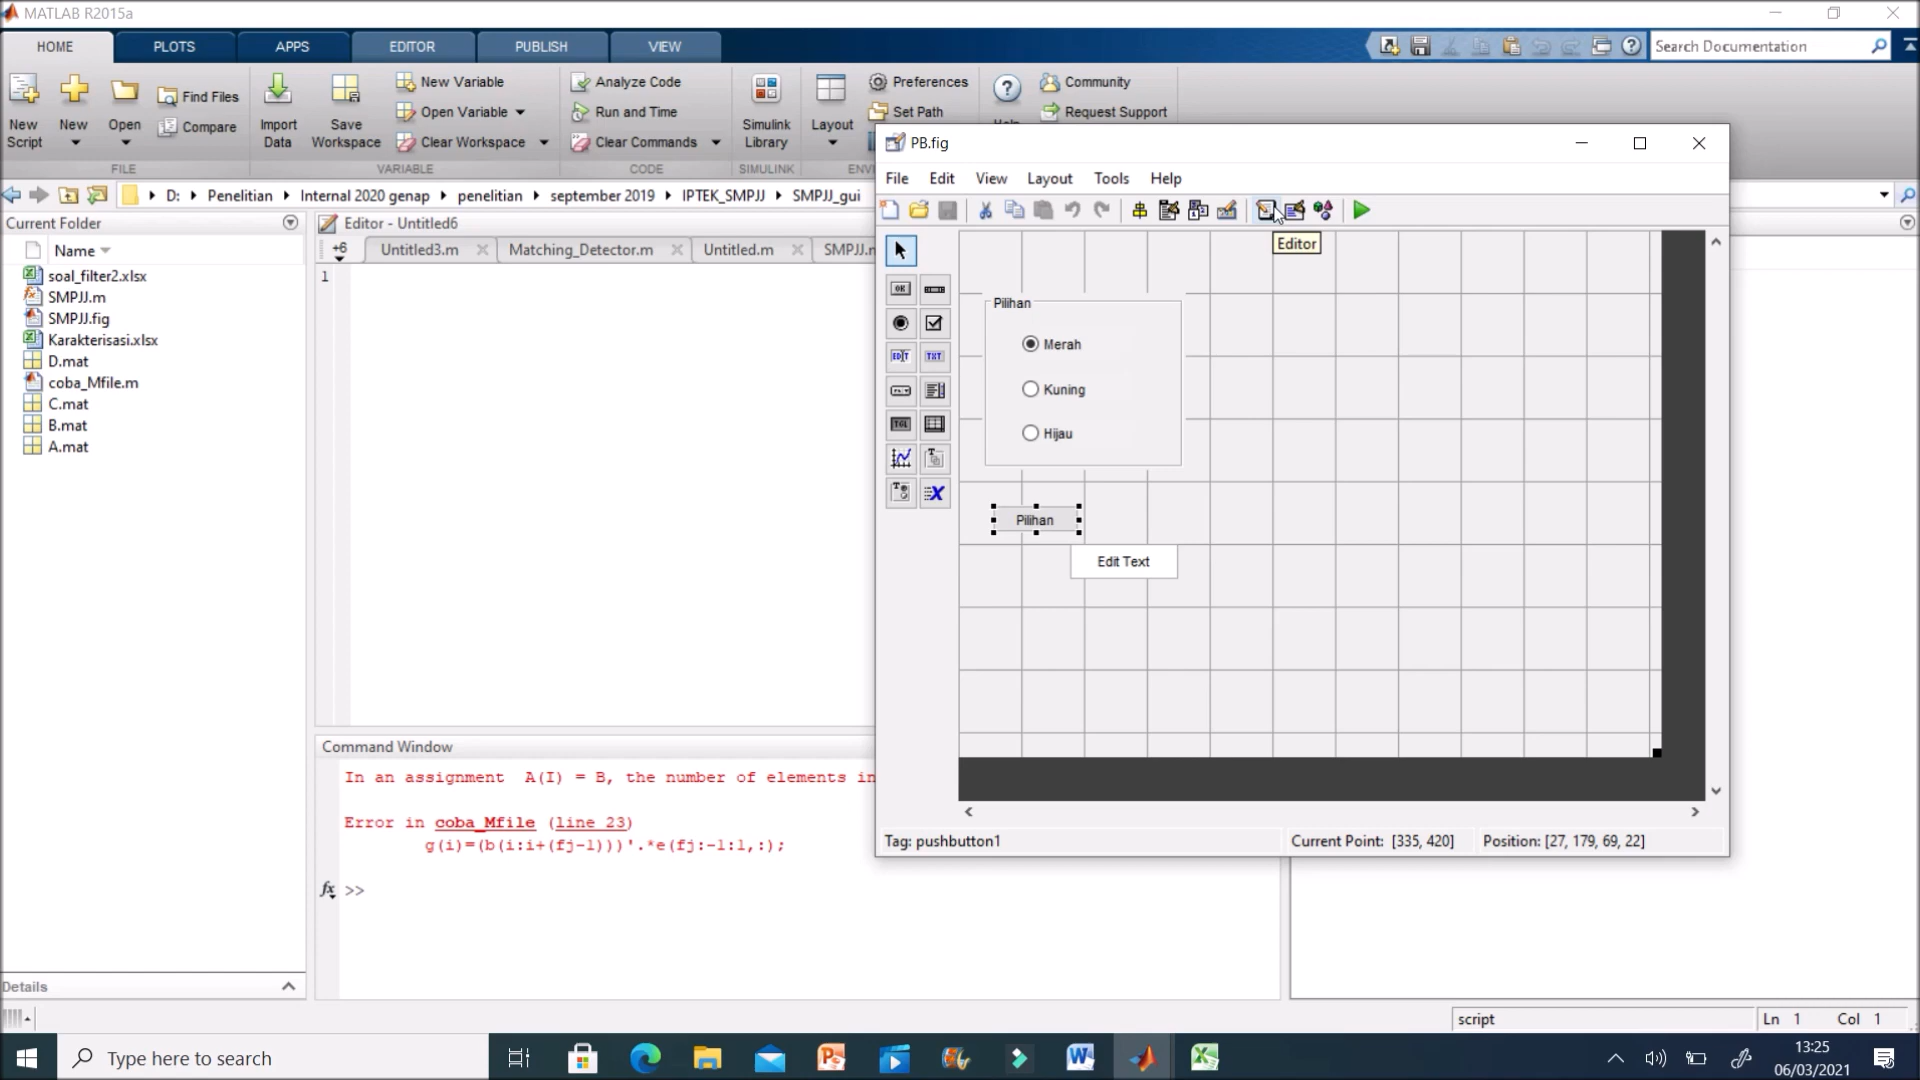 MATLAB R2015a
HOME PLOTS APPS EDITOR PUBLISH VIEW
Search Documentation
New Script
New
Open
Find Files
Compare
FILE
Import Data
Save Workspace
New Variable
Open Variable
Clear Workspace
VARIABLE
Analyze Code
Run and Time
Clear Commands
CODE
Simulink Library
SIMULINK
Layout
Preferences
Set Path
Community
Request Support
D: Penelitian Internal 2020 genap penelitian september 2019 IPTEK_SMPJJ SMPJJ_gui
Current Folder
Name
soal_filter2.xlsx
SMPJJ.m
SMPJJ.fig
Karakterisasi.xlsx
D.mat
coba_Mfile.m
C.mat
B.mat
A.mat
Details
Editor - Untitled6
+6 Untitled3.m Matching_Detector.m Untitled.m
1
Command Window
In an assignment A(I) = B, the number of elements in
Error in coba_Mfile (line 23)
g(i)=(b(i:i+(fj-1)))'.*e(fj:-1:1,:);
fx >>
PB.fig
File Edit View Layout Tools Help
Editor
OK
EDIT TXT
TGL
Pilihan
Merah
Kuning
Hijau
Pilihan
Edit Text
Tag: pushbutton1 Current Point: [335, 420] Position: [27, 179, 69, 22]
script Ln 1 Col 1
Type here to search
13:25
06/03/2021